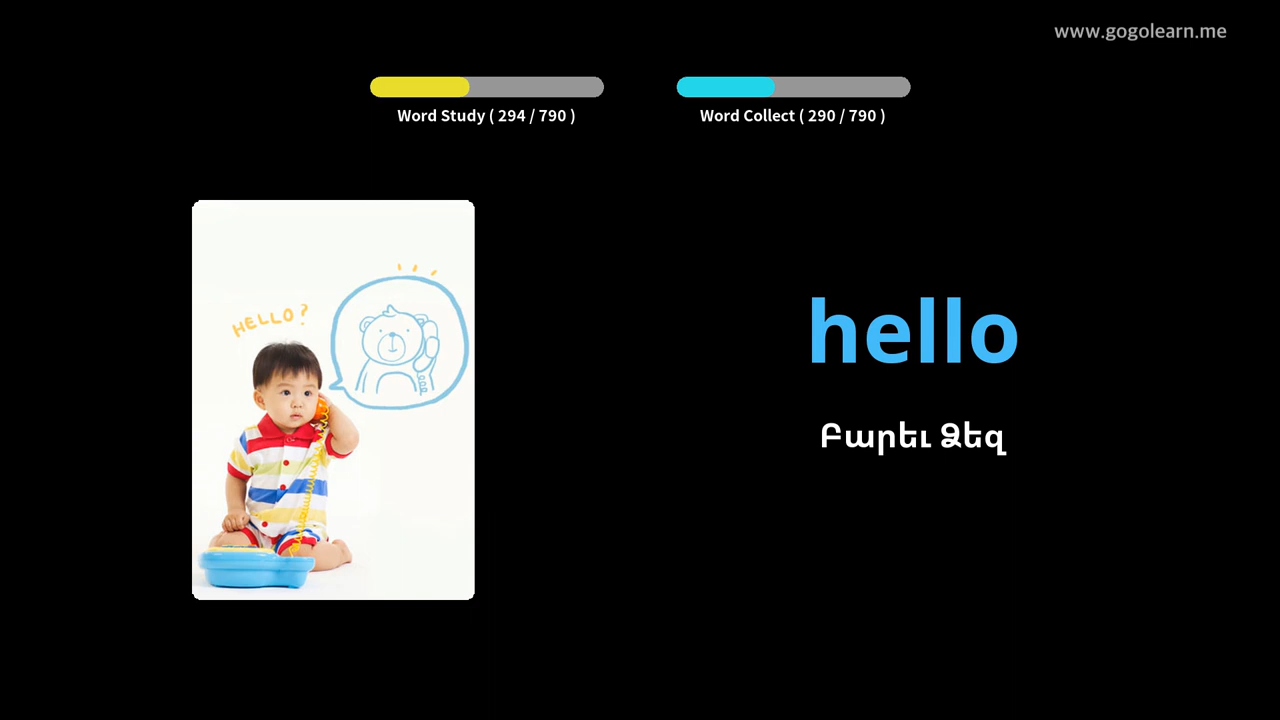 www.gogolearn.me
Word Study ( 294 / 790 )
Word Collect ( 290 / 790 )
HELLO?
hello
Բարեւ Ձեզ